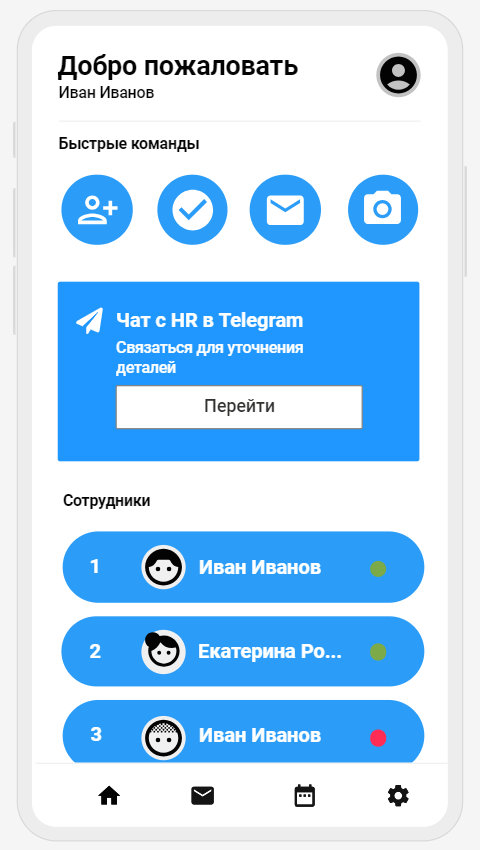 Добро пожаловать
Иван Иванов
Быстрые команды
Чат с HR в Telegram
Связаться для уточнения
деталей
Перейти
Сотрудники
1 Иван Иванов
2 Екатерина Ро...
3 Иван Иванов